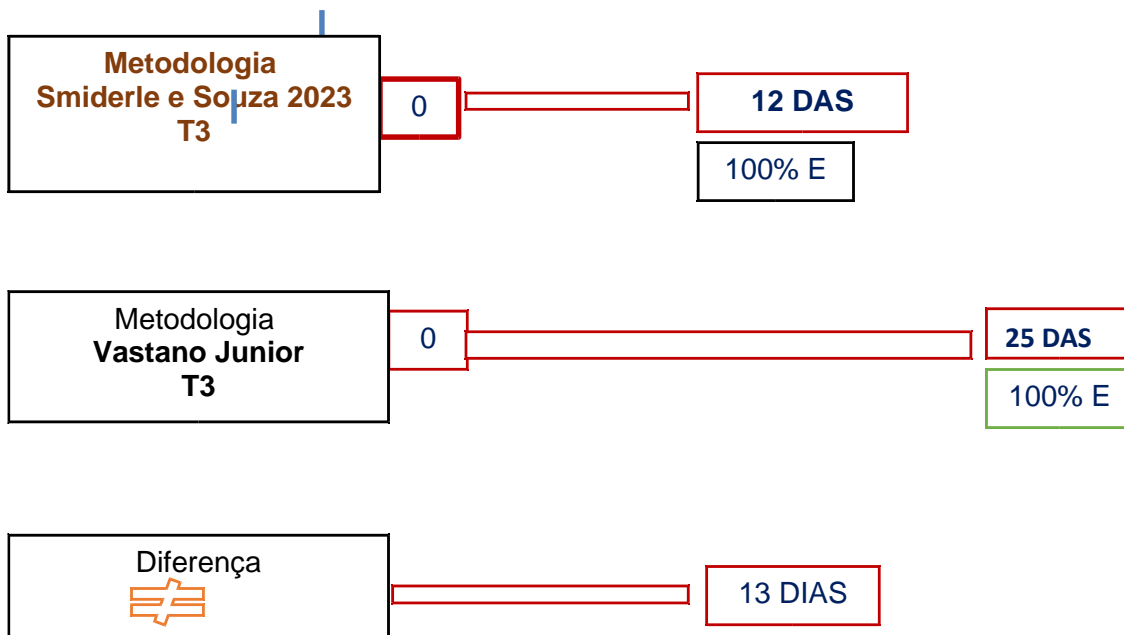 Metodologia
Smiderle e Souza 2023
T3
0
12 DAS
100% E
Metodologia
Vastano Junior
T3
0
25 DAS
100% E
Diferença
≠
13 DIAS